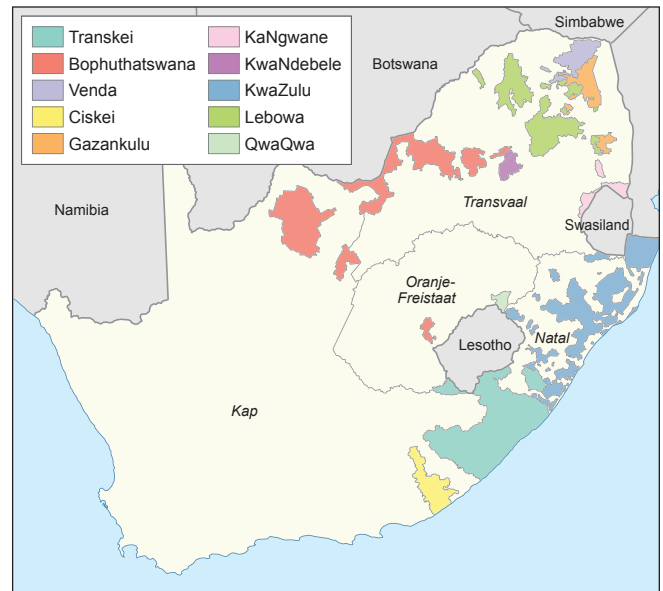 Transkei
Bophuthatswana
Venda
Ciskei
Gazankulu
KaNgwane
KwaNdebele
KwaZulu
Lebowa
QwaQwa
Simbabwe
Botswana
Namibia
Transvaal
Swasiland
Oranje-
Freistaat
Natal
Lesotho
Kap